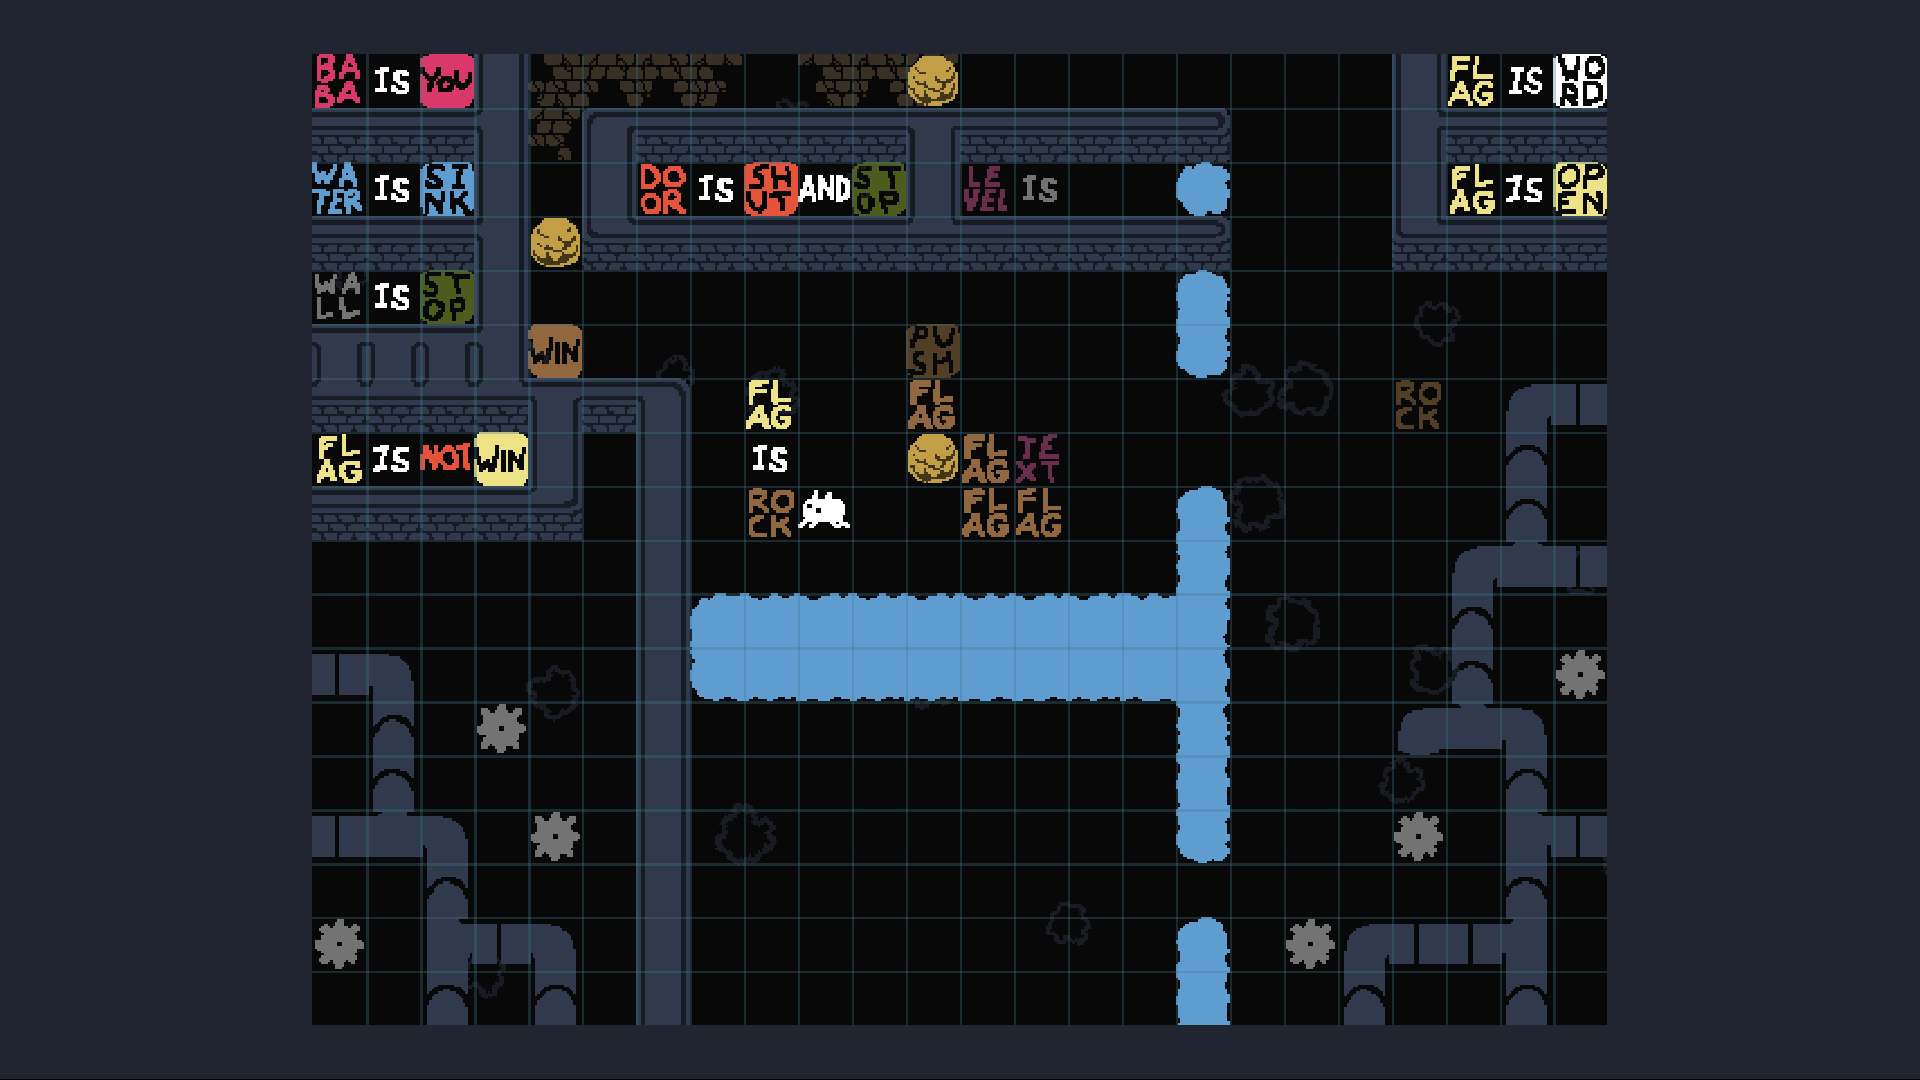 BABA IS YOU
FLAG IS WORD
WATER IS SINK
DOOR IS SHUT AND STOP
LEVEL IS
FLAG IS OPEN
WALL IS STOP
WIN
PUSH
FLAG
FLAG
ROCK
FLAG IS NOT WIN
IS
FLAG TEXT
ROCK
FLAG FLAG